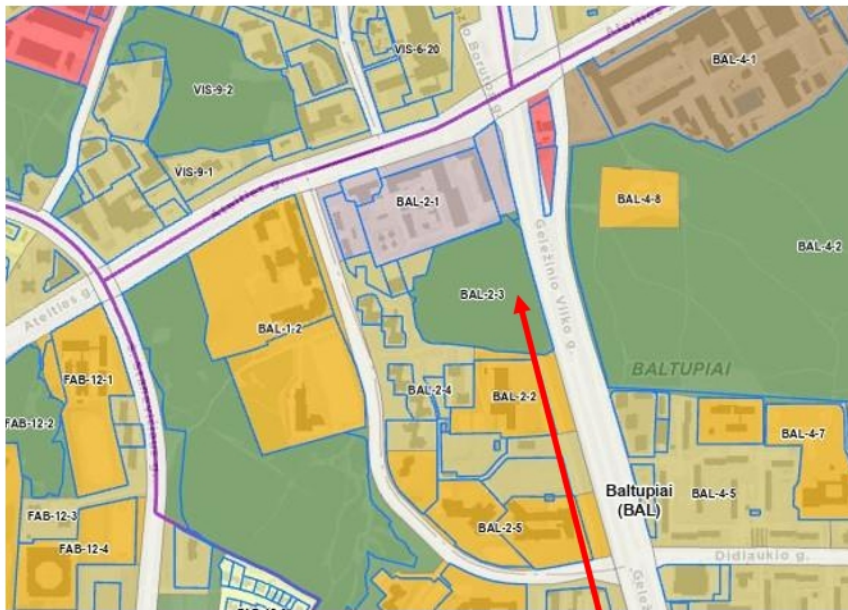 Ateities g.
VIS-6-20
Kazio Borutos g.
BAL-4-1
VIS-9-2
VIS-9-1
Ateities g.
BAL-2-1
BAL-4-8
BAL-4-2
Geležinio Vilko g.
BAL-2-3
Ateities g.
BAL-1-2
BALTUPIAI
FAB-12-1
BAL-2-4
BAL-2-2
FAB-12-2
BAL-4-7
BAL-4-5
Baltupiai
(BAL)
FAB-12-3
BAL-2-5
FAB-12-4
Didlaukio g.